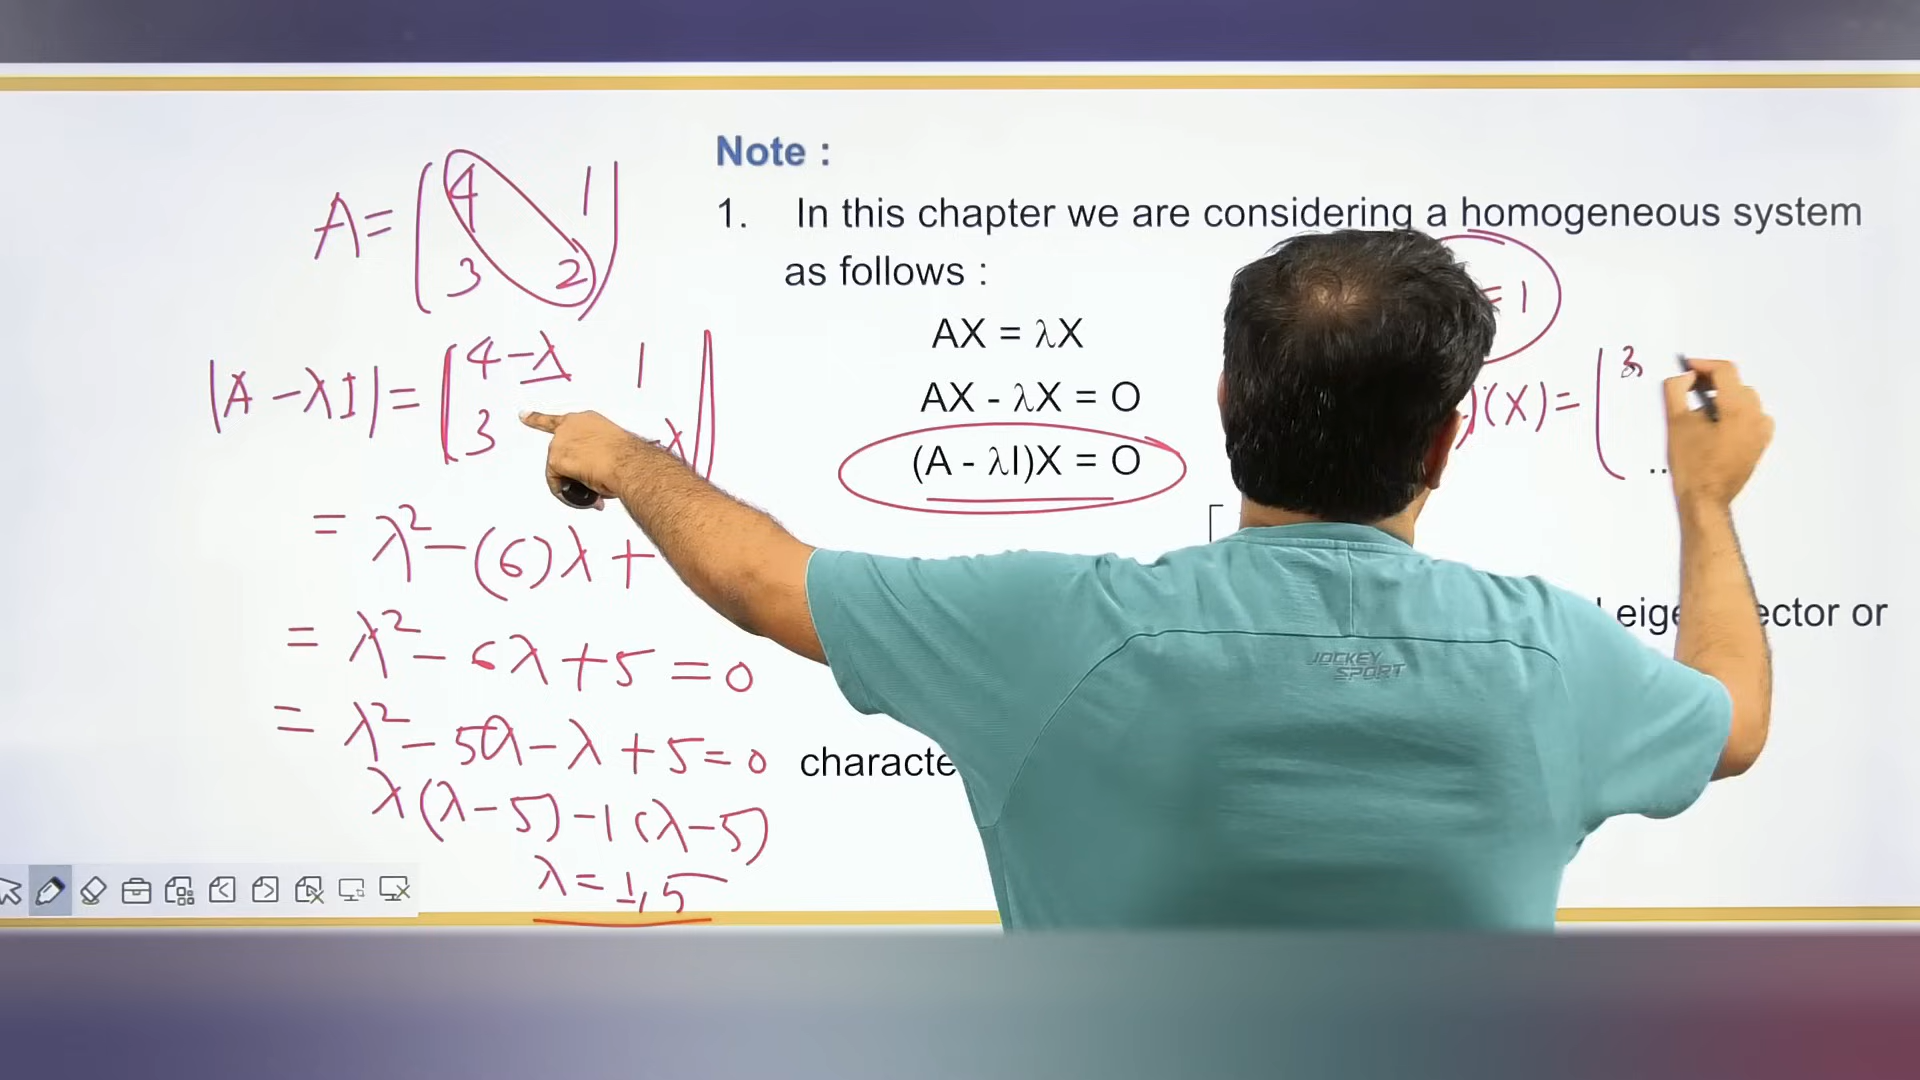 A = ( 4 1
3 2 )
|A - λI| = | 4 - λ 1
3 - λ |
= λ² - (6)λ +
= λ² - 6λ + 5 = 0
= λ² - 5λ - λ + 5 = 0
λ(λ - 5) - 1(λ - 5)
λ = 1, 5
Note :
1. In this chapter we are considering a homogeneous system
as follows :
AX = λX
AX - λX = O
(A - λI)X = O
= 1
)(X) = ( 3
eige ector or
characte
JOCKEY
SPORT